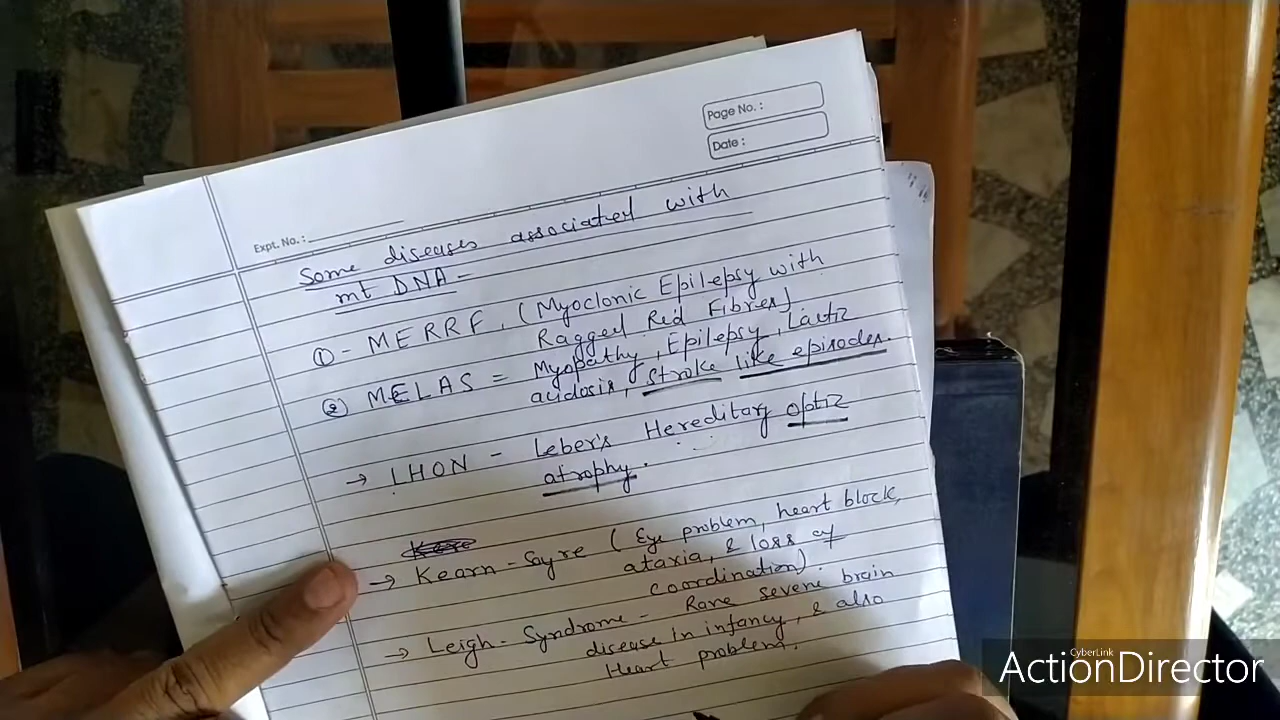 Page No. :
Date :
Expt. No. :
Some diseases associated with
mt DNA -
① - MERRF. (Myoclonic Epilepsy with
Ragged Red Fibres)
② MELAS = Myopathy, Epilepsy, Lactic
acidosis, stroke like episodes.
→ LHON - Leber's Hereditary optic
atrophy.
→ Kearn - Sayre (Eye problem, heart block,
ataxia, & loss of
coordination).
→ Leigh - Syndrome - Rare severe brain
disease In infancy, & also
Heart problem.
CyberLink
ActionDirector